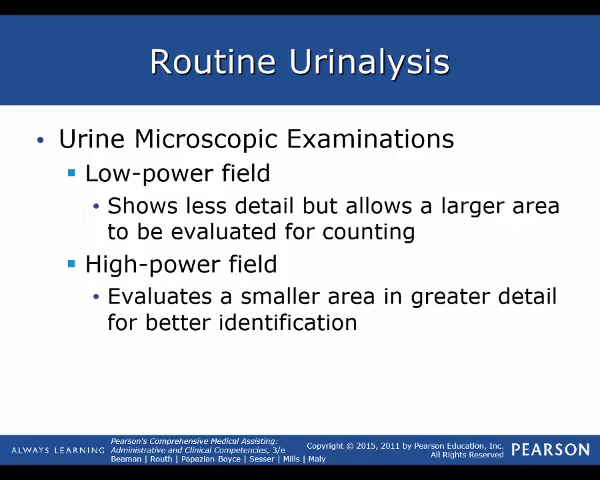 Routine Urinalysis
• Urine Microscopic Examinations
▪ Low-power field
• Shows less detail but allows a larger area
to be evaluated for counting
▪ High-power field
• Evaluates a smaller area in greater detail
for better identification
ALWAYS LEARNING
Pearson's Comprehensive Medical Assisting:
Administrative and Clinical Competencies, 3/e
Beaman | Routh | Papazian Boyce | Sesser | Mills | Maly
Copyright © 2015, 2011 by Pearson Education, Inc.
All Rights Reserved
PEARSON